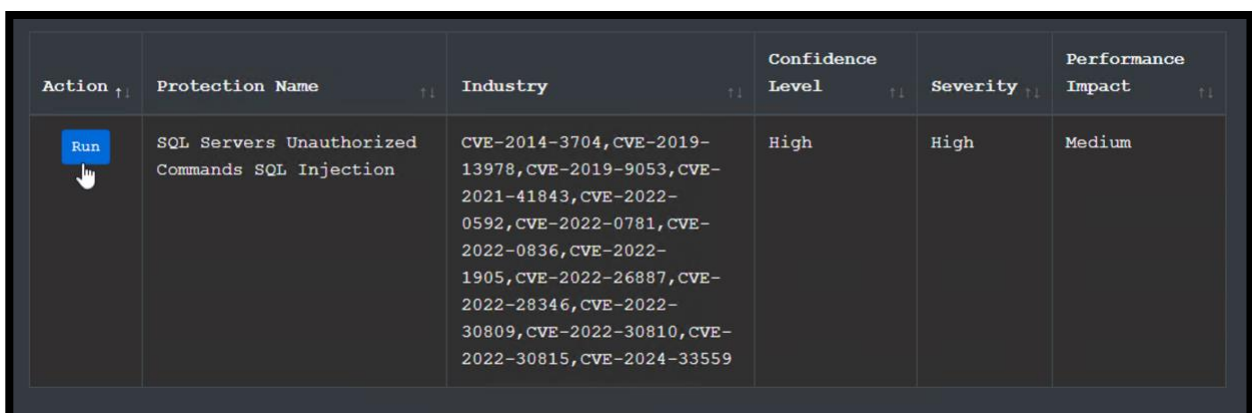 Action ↑↓
Protection Name ↑↓
Industry ↑↓
Confidence
Level ↑↓
Severity ↑↓
Performance
Impact ↑↓
Run
SQL Servers Unauthorized
Commands SQL Injection
CVE-2014-3704,CVE-2019-
13978,CVE-2019-9053,CVE-
2021-41843,CVE-2022-
0592,CVE-2022-0781,CVE-
2022-0836,CVE-2022-
1905,CVE-2022-26887,CVE-
2022-28346,CVE-2022-
30809,CVE-2022-30810,CVE-
2022-30815,CVE-2024-33559
High
High
Medium